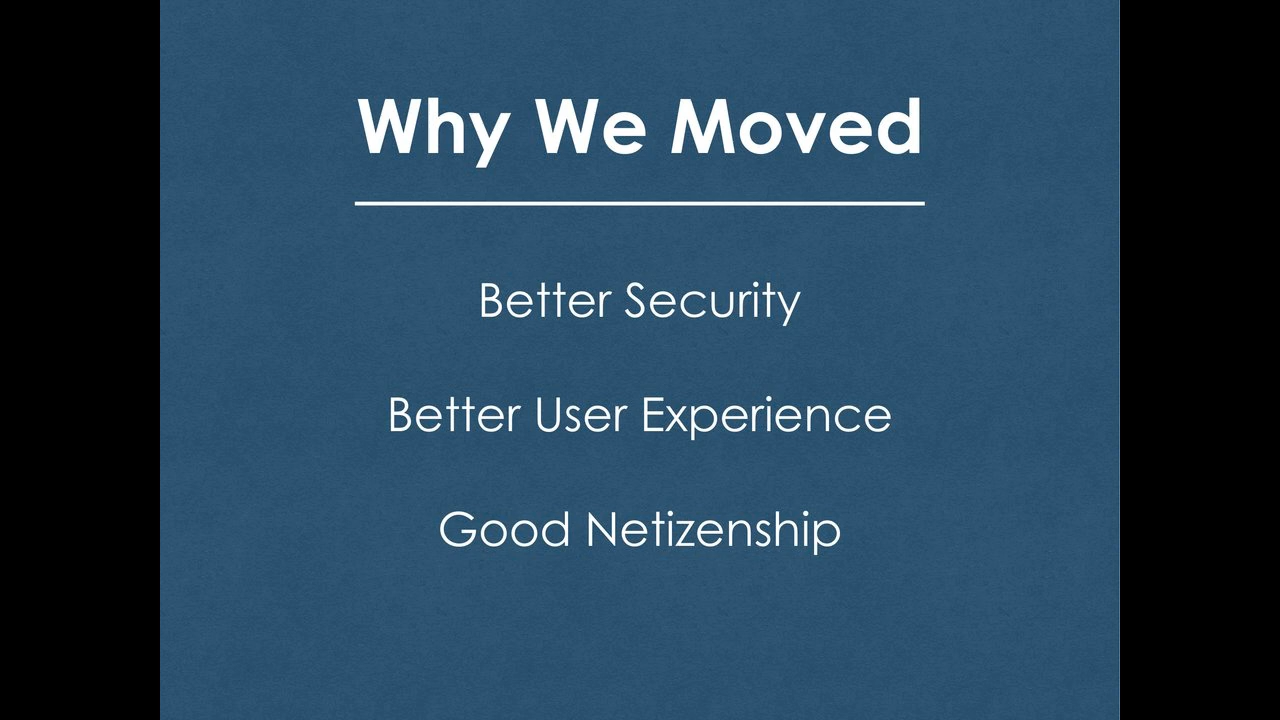 Why We Moved
Better Security
Better User Experience
Good Netizenship